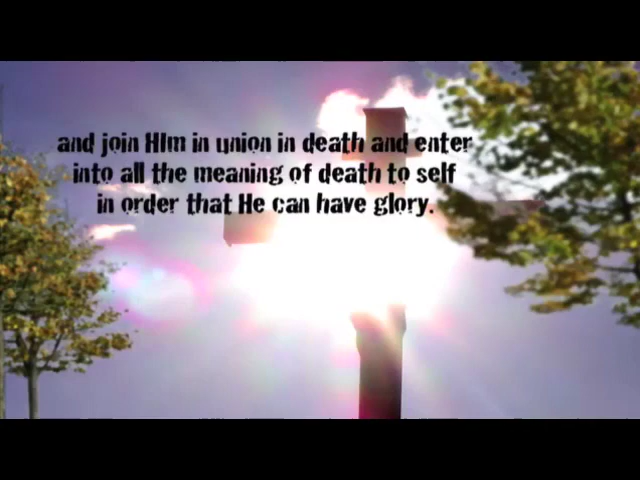 and join HIm in union in death and enter
into all the meaning of death to self
in order that He can have glory.